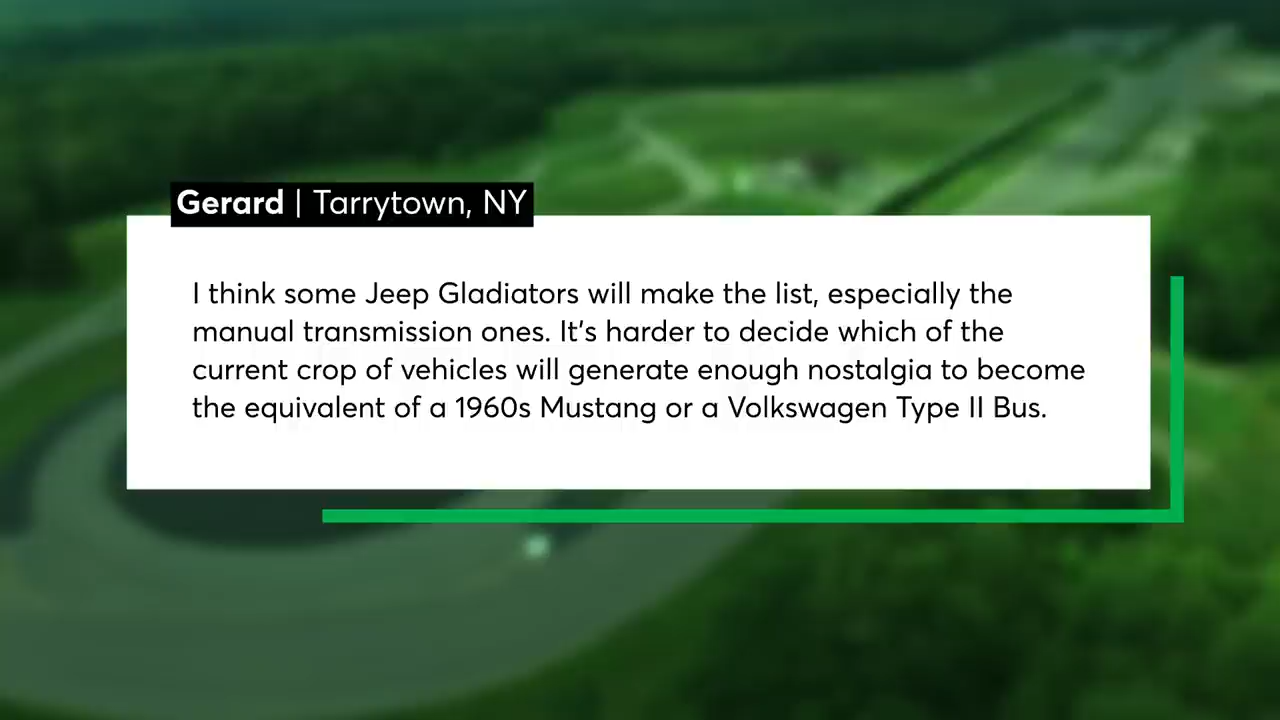 Gerard | Tarrytown, NY
I think some Jeep Gladiators will make the list, especially the
manual transmission ones. It's harder to decide which of the
current crop of vehicles will generate enough nostalgia to become
the equivalent of a 1960s Mustang or a Volkswagen Type II Bus.